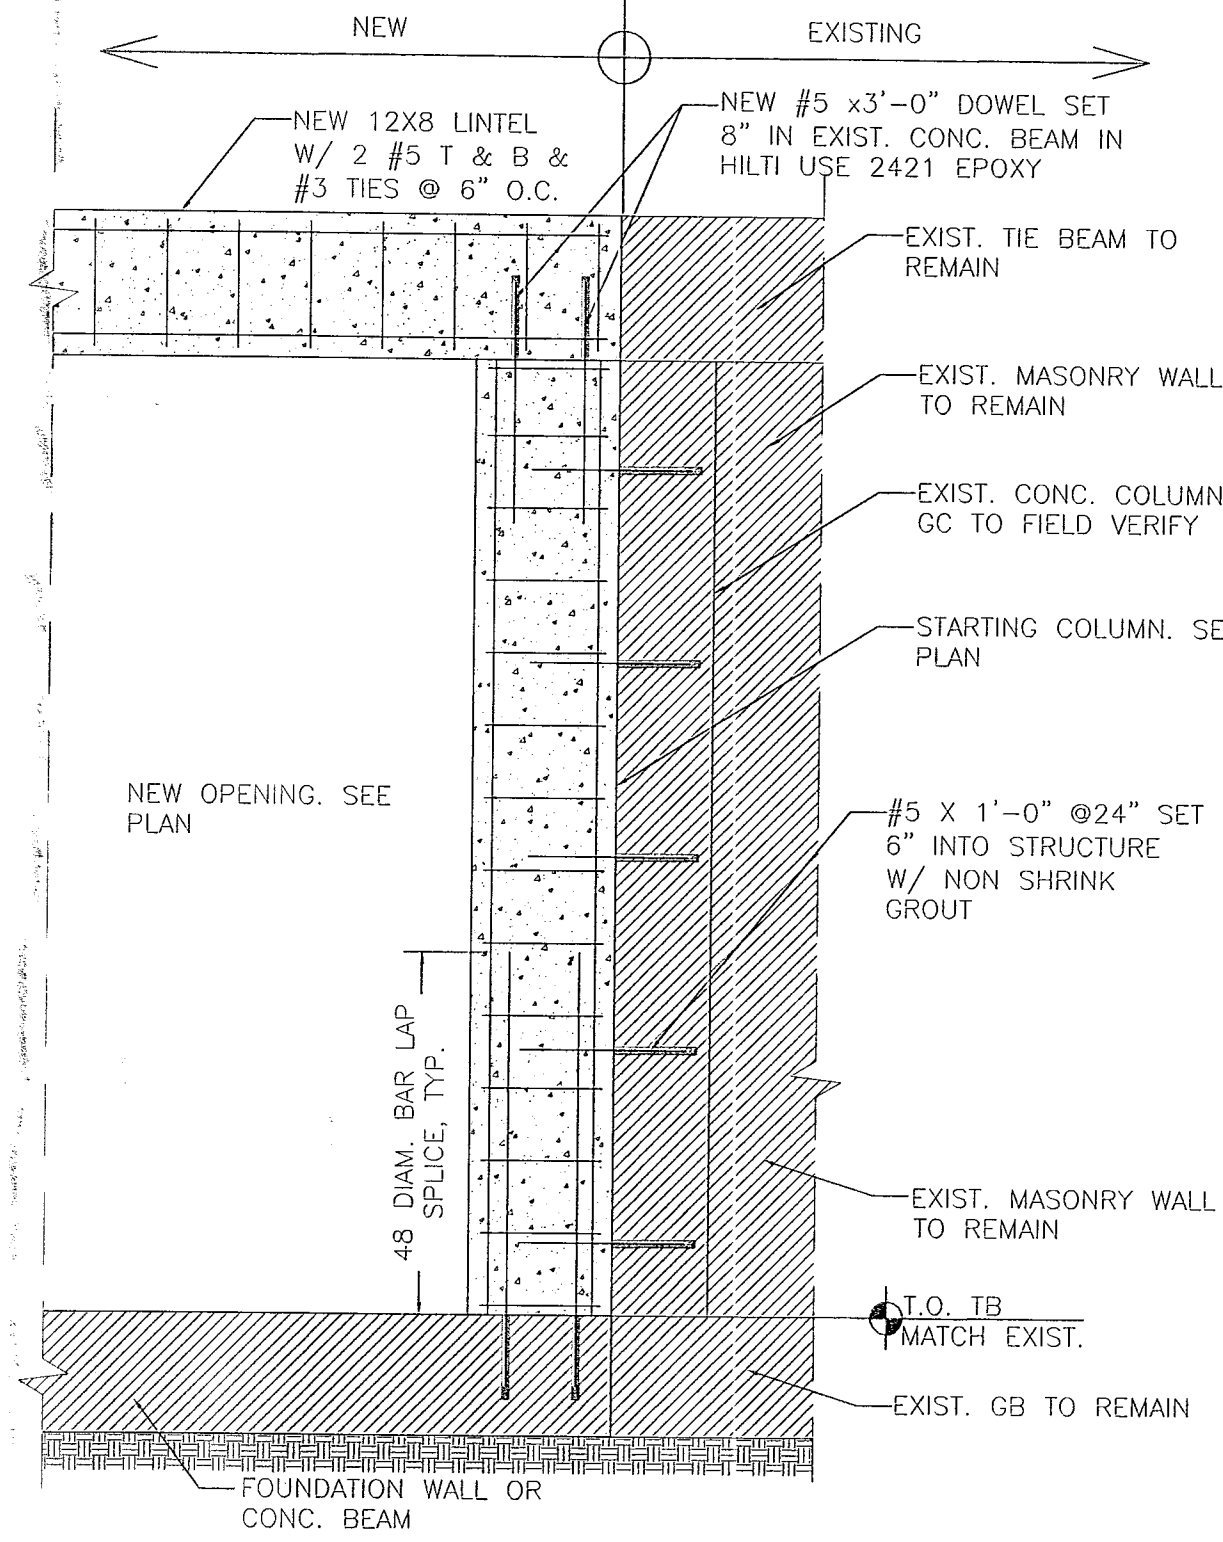 NEW
EXISTING
NEW 12X8 LINTEL
W/ 2 #5 T & B &
#3 TIES @ 6" O.C.
NEW #5 x3'-0" DOWEL SET
8" IN EXIST. CONC. BEAM IN
HILTI USE 2421 EPOXY
EXIST. TIE BEAM TO
REMAIN
EXIST. MASONRY WALL
TO REMAIN
EXIST. CONC. COLUMN
GC TO FIELD VERIFY
STARTING COLUMN. SE
PLAN
NEW OPENING. SEE
PLAN
#5 X 1'-0" @24" SET
6" INTO STRUCTURE
W/ NON SHRINK
GROUT
48 DIAM. BAR LAP
SPLICE, TYP.
EXIST. MASONRY WALL
TO REMAIN
T.O. TB
MATCH EXIST.
EXIST. GB TO REMAIN
FOUNDATION WALL OR
CONC. BEAM